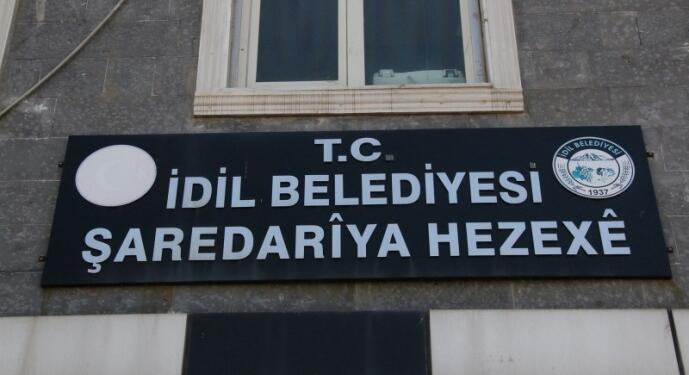 T.C.
İDİL BELEDİYESİ
ŞAREDARÎYA HEZEXÊ
İDİL BELEDİYESİ
1937